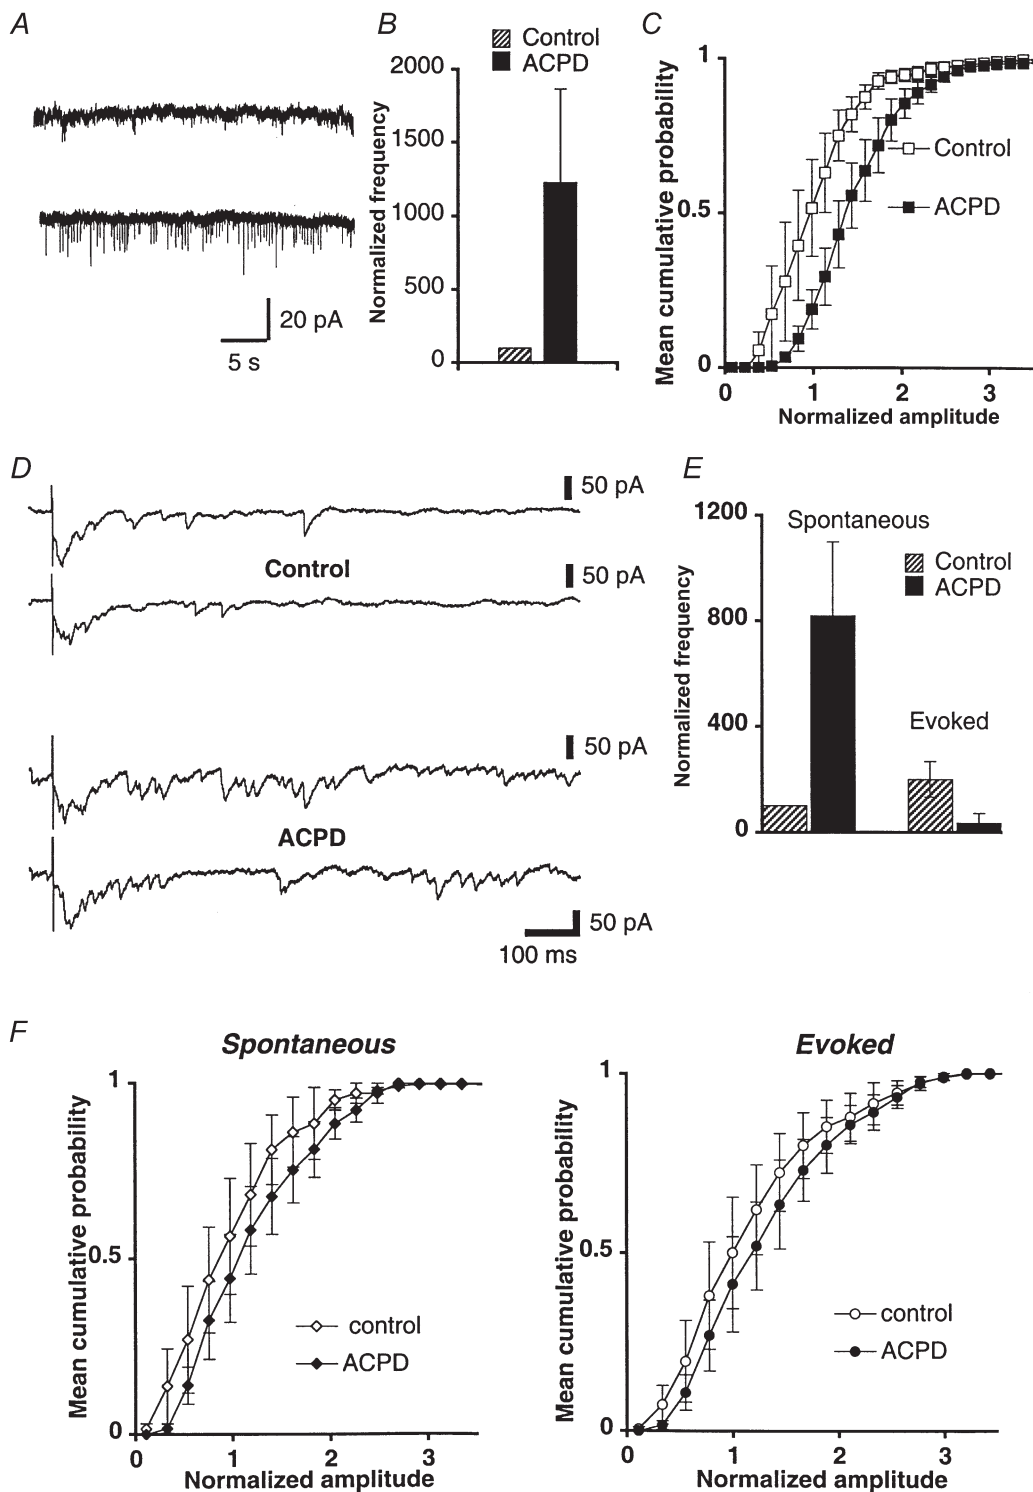 A
20 pA
5 s
B
Control
ACPD
2000
1500
1000
500
0
Normalized frequency
C
1
0.5
0
Mean cumulative probability
Control
ACPD
0 1 2 3
Normalized amplitude
D
50 pA
Control
50 pA
50 pA
ACPD
50 pA
100 ms
E
1200
800
400
0
Normalized frequency
Spontaneous
Control
ACPD
Evoked
F
Spontaneous
1
0.5
0
Mean cumulative probability
control
ACPD
0 1 2 3
Normalized amplitude
Evoked
1
0.5
0
Mean cumulative probability
control
ACPD
0 1 2 3
Normalized amplitude